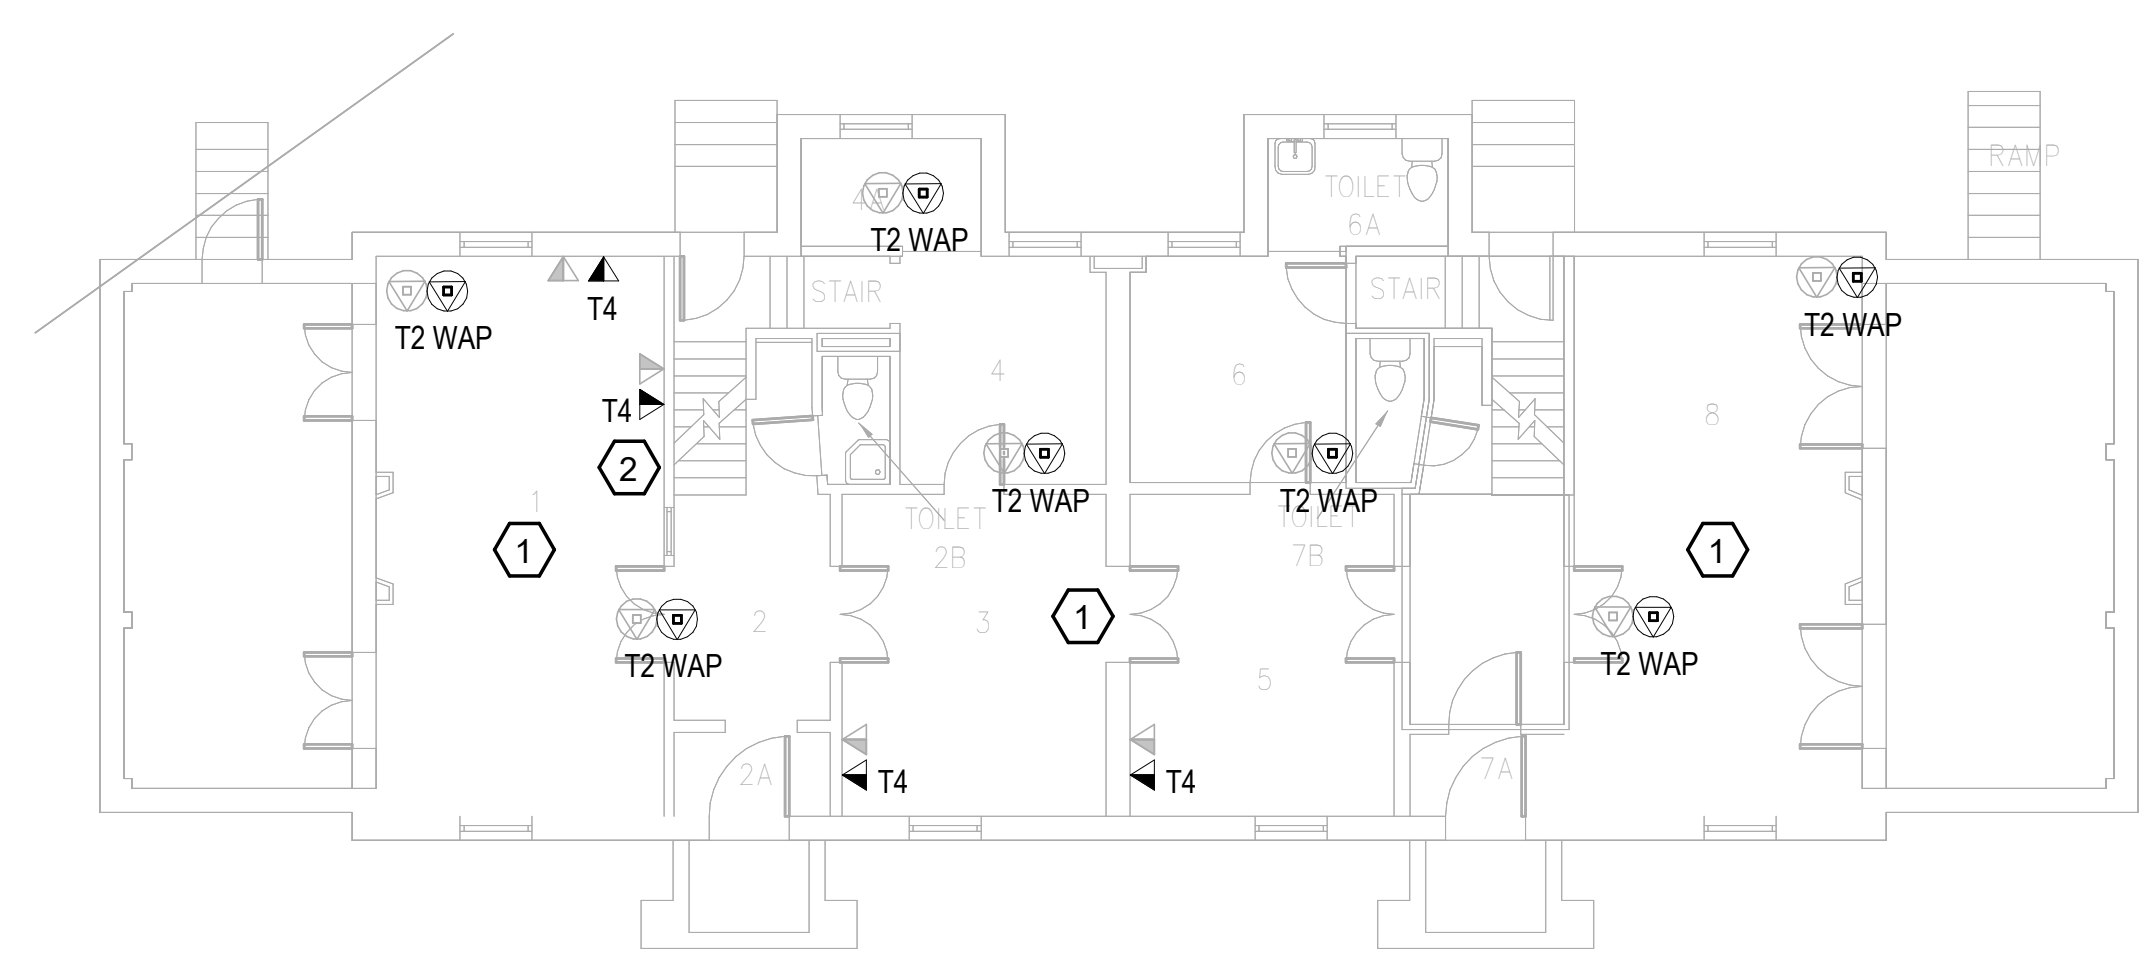 RAMP
TOILET
6A
4A
T2 WAP
STAIR
STAIR
T4
T2 WAP
T2 WAP
4
6
8
T4
2
1
T2 WAP
T2 WAP
TOILET
2B
TOILET
7B
1
1
1
2
3
T2 WAP
T2 WAP
5
2A
T4
T4
7A